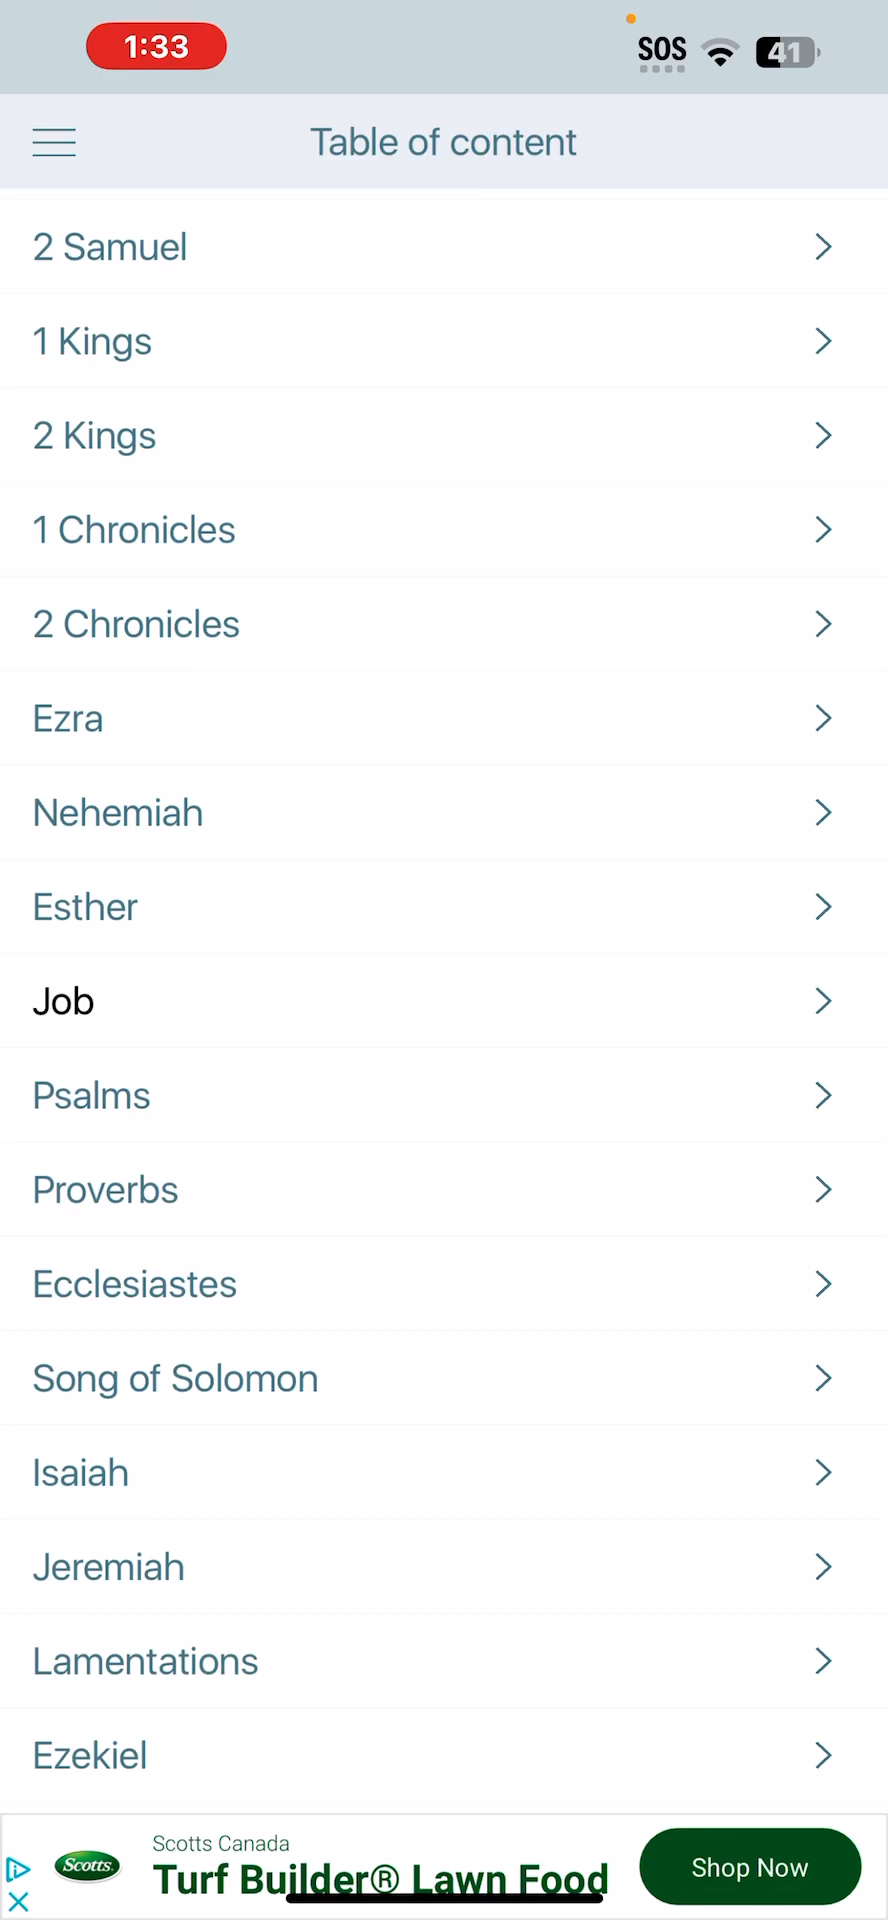 1:33
SOS
41
Table of content
2 Samuel
1 Kings
2 Kings
1 Chronicles
2 Chronicles
Ezra
Nehemiah
Esther
Job
Psalms
Proverbs
Ecclesiastes
Song of Solomon
Isaiah
Jeremiah
Lamentations
Ezekiel
Scotts Canada
Scotts.
Turf Builder® Lawn Food
Shop Now